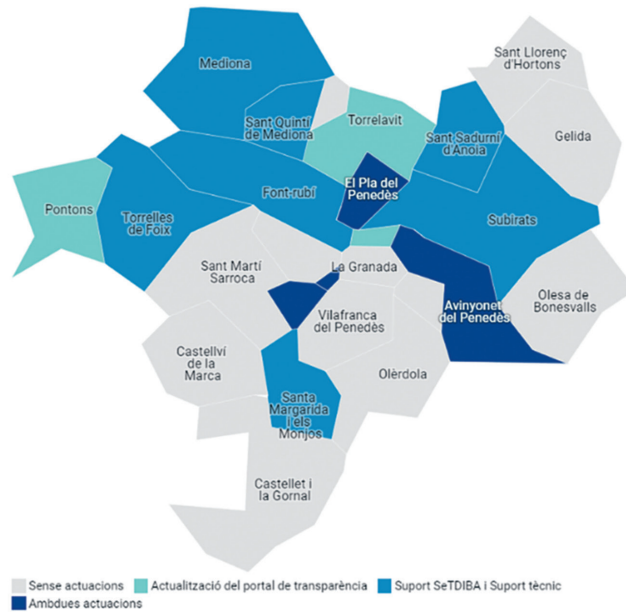 Sant Llorenç
d'Hortons
Mediona
Gelida
Sant Quintí
de Mediona
Torrelavit
Sant Sadurní
d'Anoia
El Pla del
Penedès
Font-rubí
Pontons
Torrelles
de Foix
Subirats
Sant Martí
Sarroca
La Granada
Avinyonet
del Penedès
Olesa de
Bonesvalls
Vilafranca
del Penedès
Castellví
de la
Marca
Olèrdola
Santa
Margarida
i els
Monjos
Castellet i
la Gornal
Sense actuacions
Actualització del portal de transparència
Suport SeTDIBA i Suport tècnic
Ambdues actuacions